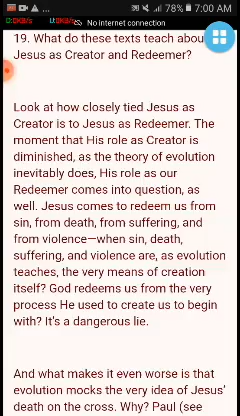 78% 7:00 AM
0:0KB/s U:0KB/s No internet connection
19. What do these texts teach abou
Jesus as Creator and Redeemer?
Look at how closely tied Jesus as
Creator is to Jesus as Redeemer. The
moment that His role as Creator is
diminished, as the theory of evolution
inevitably does, His role as our
Redeemer comes into question, as
well. Jesus comes to redeem us from
sin, from death, from suffering, and
from violence—when sin, death,
suffering, and violence are, as evolution
teaches, the very means of creation
itself? God redeems us from the very
process He used to create us to begin
with? It's a dangerous lie.
And what makes it even worse is that
evolution mocks the very idea of Jesus'
death on the cross. Why? Paul (see